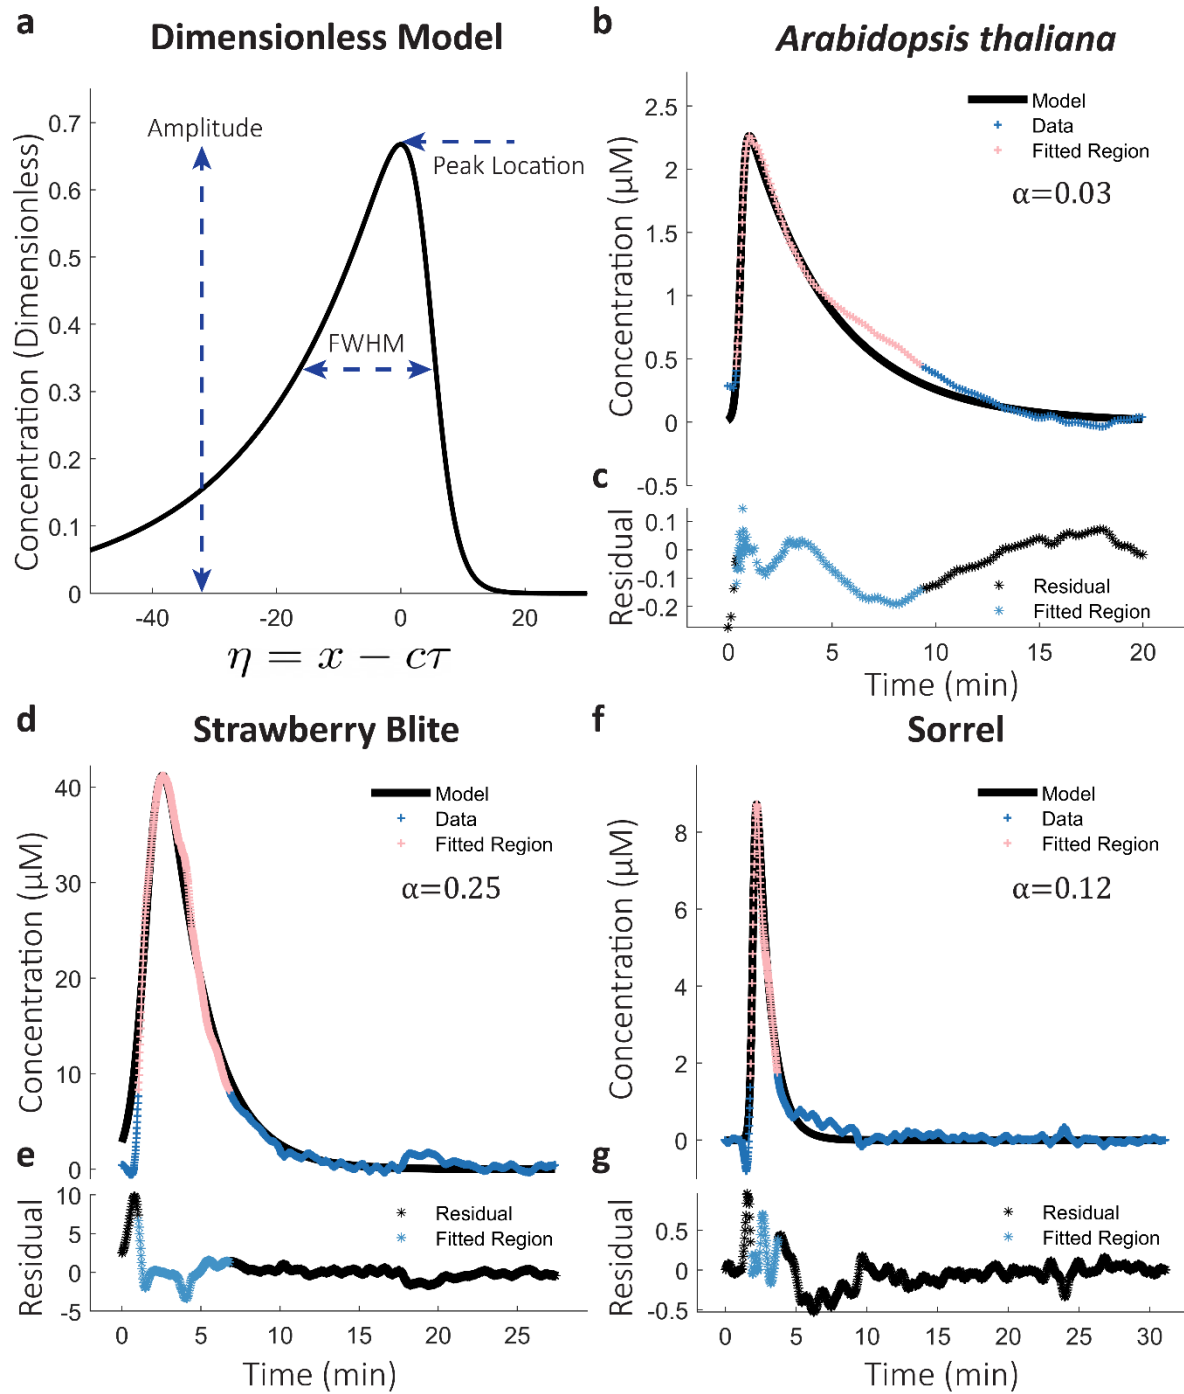 a
Dimensionless Model
Concentration (Dimensionless)
0.7
0.6
0.5
0.4
0.3
0.2
0.1
0
Amplitude
Peak Location
FWHM
-40
-20
0
20
η = x − cτ
b
Arabidopsis thaliana
Concentration (μM)
2.5
2
1.5
1
0.5
0
-0.5
Model
Data
Fitted Region
α=0.03
c
Residual
0.1
0
-0.1
-0.2
Residual
Fitted Region
0
5
10
15
20
Time (min)
d
Strawberry Blite
Concentration (μM)
40
30
20
10
0
Model
Data
Fitted Region
α=0.25
e
Residual
10
5
0
-5
Residual
Fitted Region
0
5
10
15
20
25
Time (min)
f
Sorrel
Concentration (μM)
8
6
4
2
0
Model
Data
Fitted Region
α=0.12
g
Residual
0.5
0
-0.5
Residual
Fitted Region
0
5
10
15
20
25
30
Time (min)